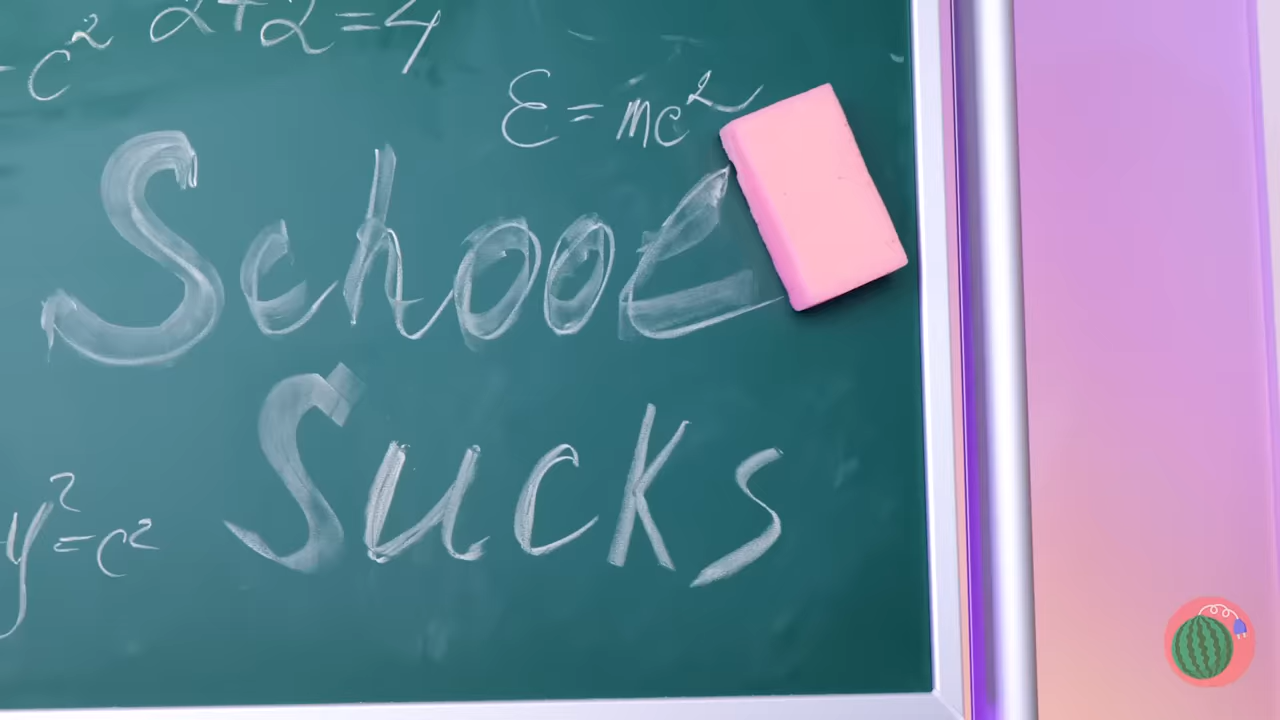 c² 2+2=4
E=mc²
School
Sucks
y²=c²